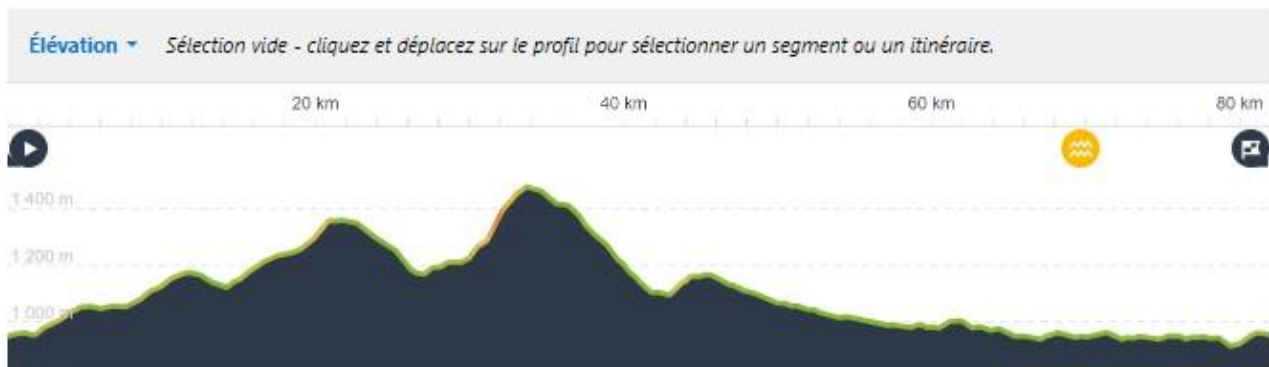 Élévation Sélection vide - cliquez et déplacez sur le profil pour sélectionner un segment ou un itinéraire.
20 km 40 km 60 km 80 km
1 400 m
1 200 m
1 000 m